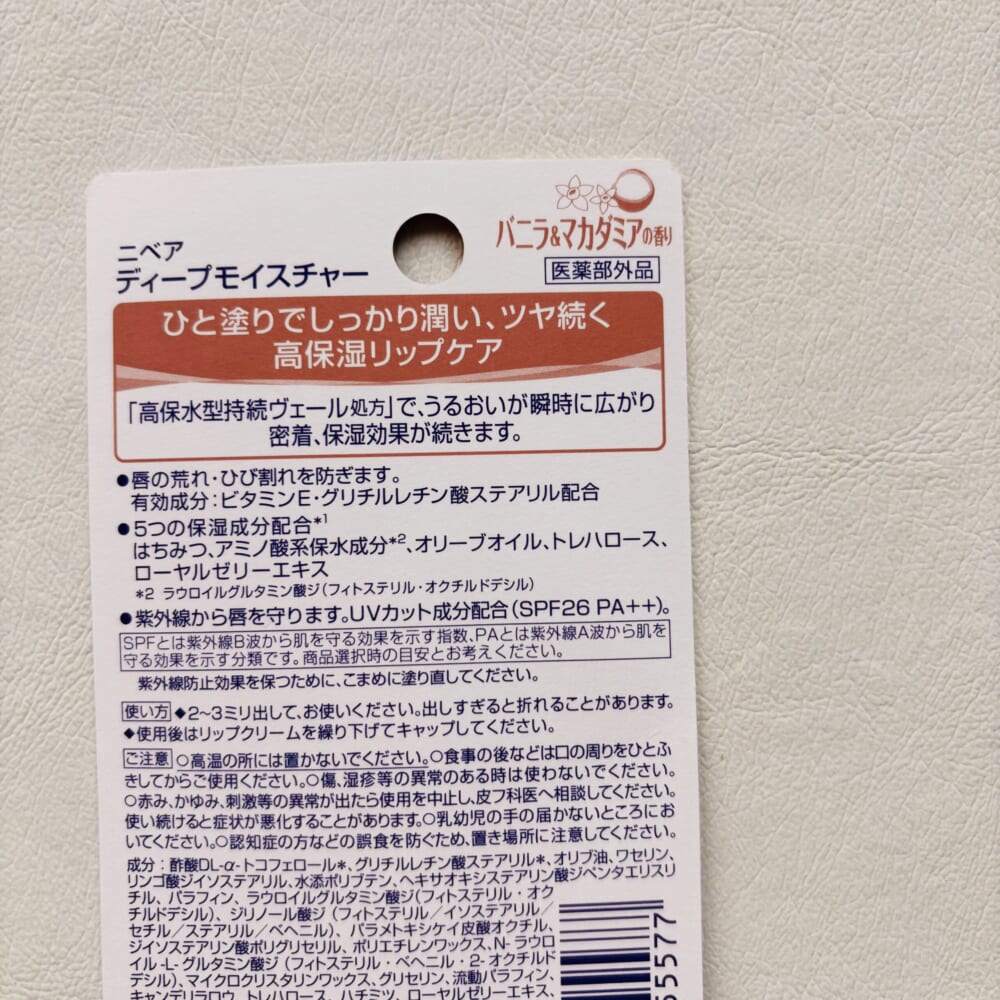 バニラ&マカダミアの香り
ニベア
ディープモイスチャー
医薬部外品
ひと塗りでしっかり潤い、ツヤ続く
高保湿リップケア
「高保水型持続ヴェール処方」で、うるおいが瞬時に広がり
密着、保湿効果が続きます。
●唇の荒れ・ひび割れを防ぎます。
有効成分：ビタミンE・グリチルレチン酸ステアリル配合
●5つの保湿成分配合*1
はちみつ、アミノ酸系保水成分*2、オリーブオイル、トレハロース、
ローヤルゼリーエキス
*2 ラウロイルグルタミン酸ジ（フィトステリル・オクチルドデシル）
●紫外線から唇を守ります。UVカット成分配合（SPF26 PA++）。
SPFとは紫外線B波から肌を守る効果を示す指数、PAとは紫外線A波から肌を
守る効果を示す分類です。商品選択時の目安とお考えください。
紫外線防止効果を保つために、こまめに塗り直してください。
使い方 ◆2〜3ミリ出して、お使いください。出しすぎると折れることがあります。
◆使用後はリップクリームを繰り下げてキャップしてください。
ご注意 ○高温の所には置かないでください。○食事の後などは口の周りをひとふ
きしてからご使用ください。○傷、湿疹等の異常のある時は使わないでください。
○赤み、かゆみ、刺激等の異常が出たら使用を中止し、皮フ科医へ相談してください。
使い続けると症状が悪化することがあります。○乳幼児の手の届かないところにお
いてください。○認知症の方などの誤食を防ぐため、置き場所に注意してください。
成分：酢酸DL-α-トコフェロール*、グリチルレチン酸ステアリル*、オリブ油、ワセリン、
リンゴ酸ジイソステアリル、水添ポリブテン、ヘキサオキシステアリン酸ジペンタエリスリ
チル、パラフィン、ラウロイルグルタミン酸ジ（フィトステリル・オク
チルドデシル）、ジリノール酸ジ（フィトステリル／イソステアリル／
セチル／ステアリル／ベヘニル）、パラメトキシケイ皮酸オクチル、
ジイソステアリン酸ポリグリセリル、ポリエチレンワックス、N-ラウロ
イル-L-グルタミン酸ジ（フィトステリル・ベヘニル・2-オクチルド
デシル）、マイクロクリスタリンワックス、グリセリン、流動パラフィン、
キャンデリラロウ、トレハロース、ハチミツ、ローヤルゼリーエキス、
55577